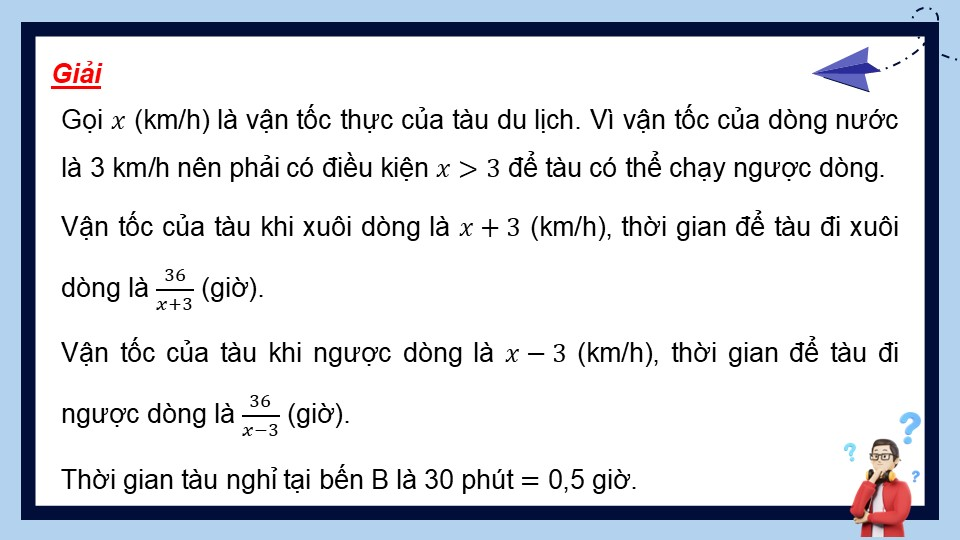 Giải
Gọi 𝑥 (km/h) là vận tốc thực của tàu du lịch. Vì vận tốc của dòng nước
là 3 km/h nên phải có điều kiện 𝑥 > 3 để tàu có thể chạy ngược dòng.
Vận tốc của tàu khi xuôi dòng là 𝑥 + 3 (km/h), thời gian để tàu đi xuôi
dòng là 36/(𝑥+3) (giờ).
Vận tốc của tàu khi ngược dòng là 𝑥 − 3 (km/h), thời gian để tàu đi
ngược dòng là 36/(𝑥−3) (giờ).
Thời gian tàu nghỉ tại bến B là 30 phút = 0,5 giờ.